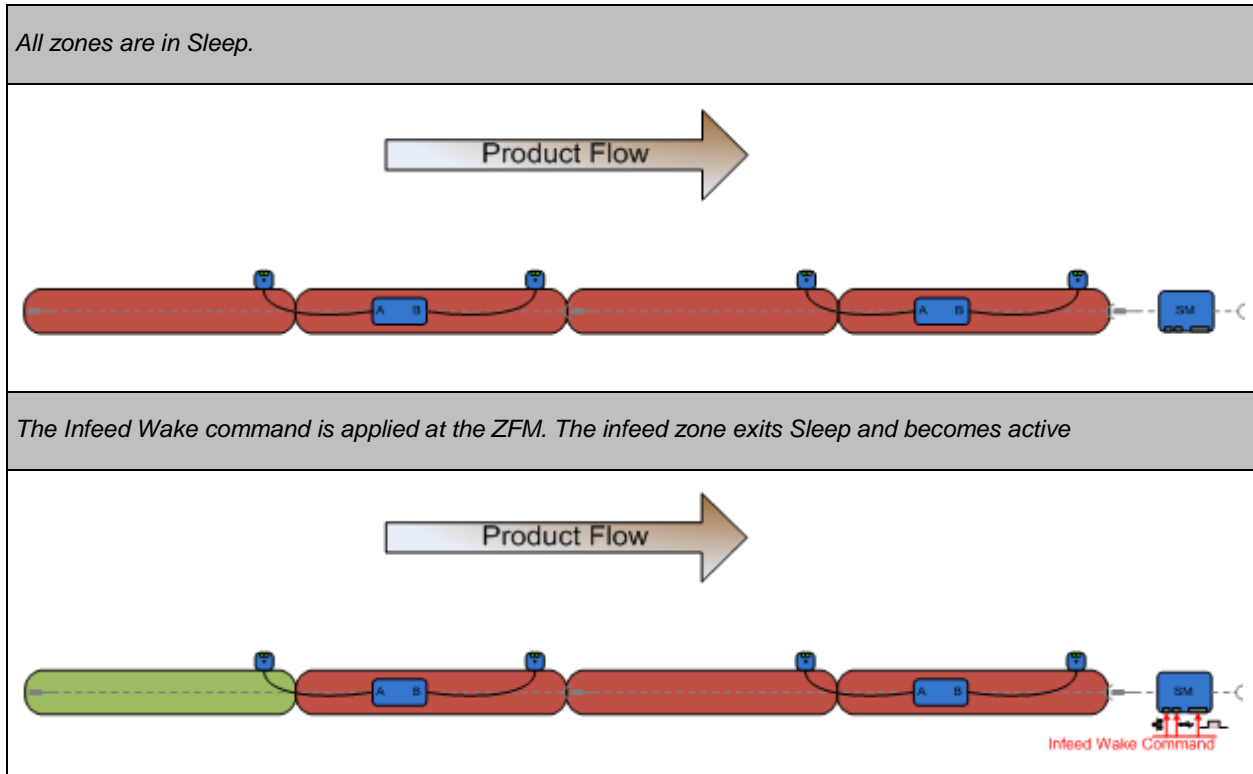 All zones are in Sleep.
Product Flow
A B
A B
SM
The Infeed Wake command is applied at the ZFM. The infeed zone exits Sleep and becomes active
Product Flow
A B
A B
SM
Infeed Wake Command